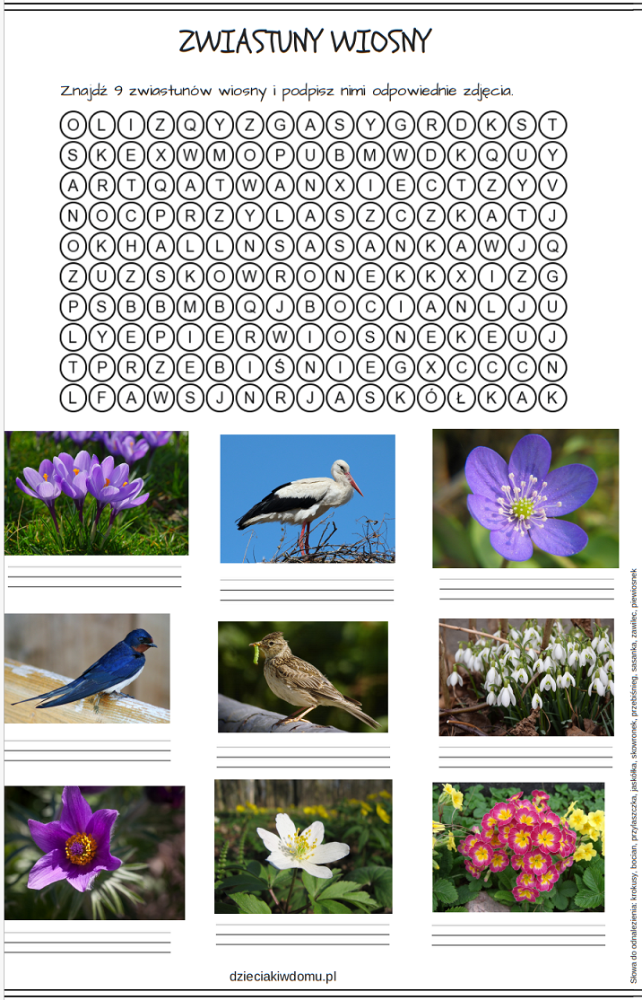 ZWIASTUNY WIOSNY
Znajdź 9 zwiastunów wiosny i podpisz nimi odpowiednie zdjęcia.
O L I Z Q Y Z G A S Y G R D K S T
S K E X W M O P U B M W D K Q U Y
A R T Q A T W A N X I E C T Z Y V
N O C P R Z Y L A S Z C Z K A T J
O K H A L L N S A S A N K A W J Q
Z U Z S K O W R O N E K K X I Z G
P S B B M B Q J B O C I A N L J U
L Y E P I E R W I O S N E K E U J
T P R Z E B I Ś N I E G X C C C N
L F A W S J N R J A S K Ó Ł K A K
Słowa do odnalezienia: krokusy, bocian, przylaszczka, jaskółka, skowronek, przebiśnieg, sasanka, zawilec, piewiosnek
dzieciakiwdomu.pl